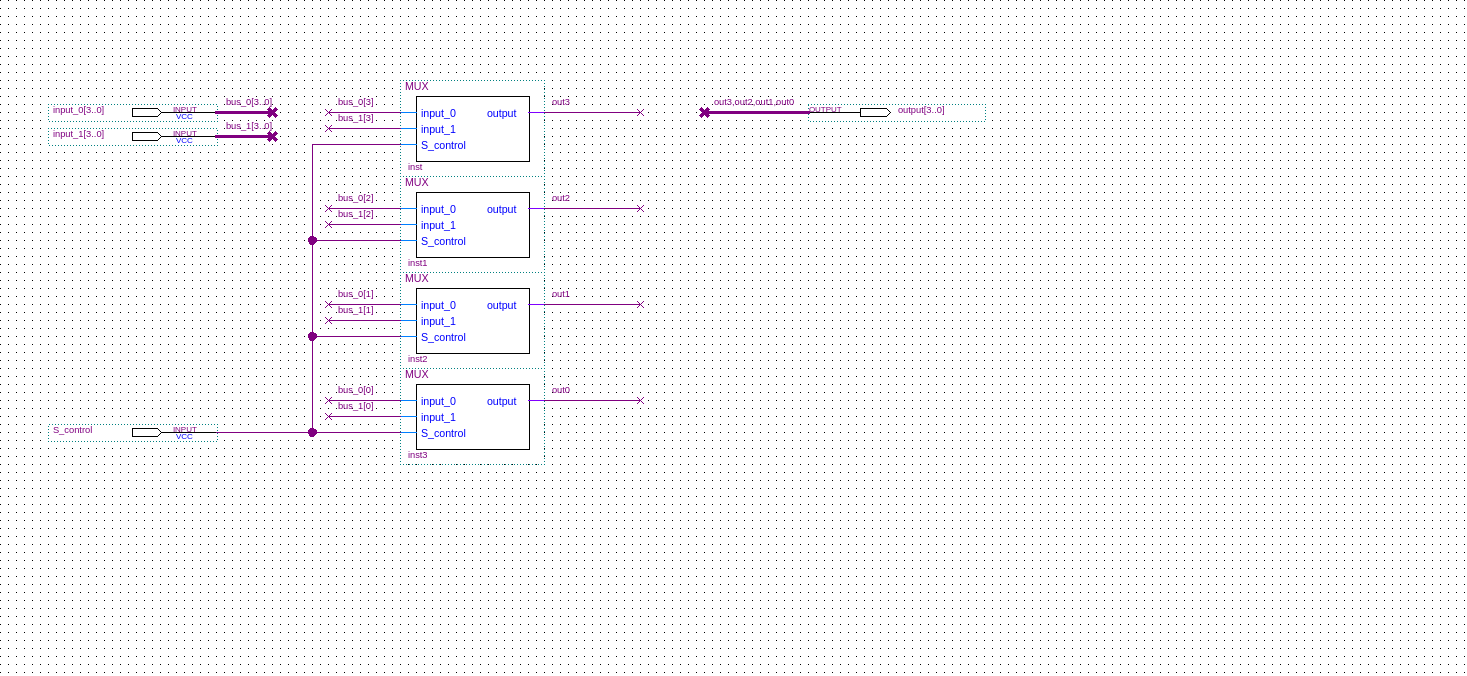 input_0[3..0]
INPUT
VCC
bus_0[3..0]
input_1[3..0]
INPUT
VCC
bus_1[3..0]
MUX
bus_0[3]
bus_1[3]
input_0
input_1
S_control
output
inst
out3
MUX
bus_0[2]
bus_1[2]
input_0
input_1
S_control
output
inst1
out2
MUX
bus_0[1]
bus_1[1]
input_0
input_1
S_control
output
inst2
out1
MUX
bus_0[0]
bus_1[0]
input_0
input_1
S_control
output
inst3
out0
S_control
INPUT
VCC
out3,out2,out1,out0
OUTPUT
output[3..0]